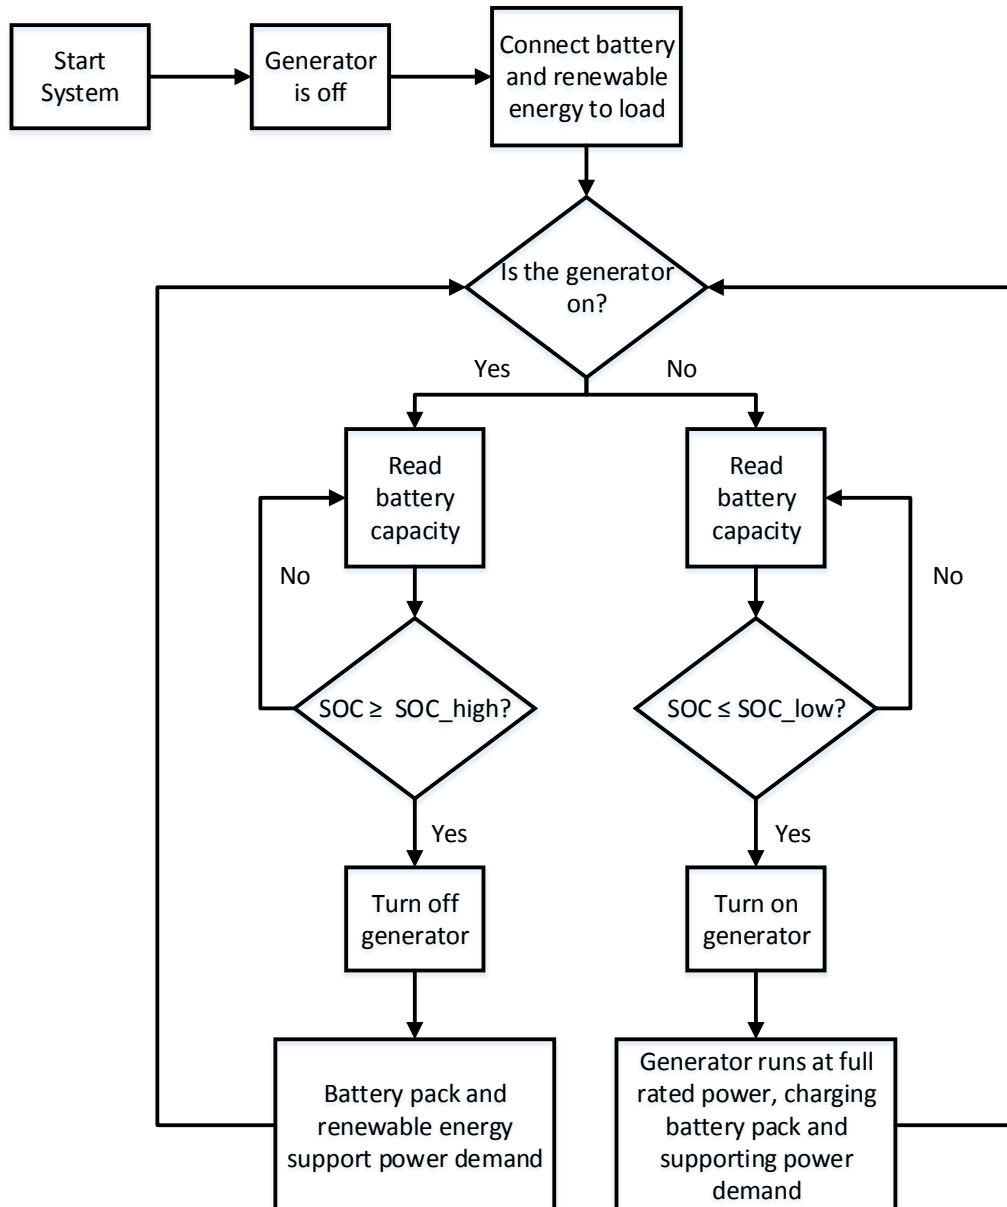 Start
System
Generator
is off
Connect battery
and renewable
energy to load
Is the generator
on?
Yes
No
Read
battery
capacity
Read
battery
capacity
No
No
SOC ≥ SOC_high?
SOC ≤ SOC_low?
Yes
Yes
Turn off
generator
Turn on
generator
Battery pack and
renewable energy
support power demand
Generator runs at full
rated power, charging
battery pack and
supporting power
demand